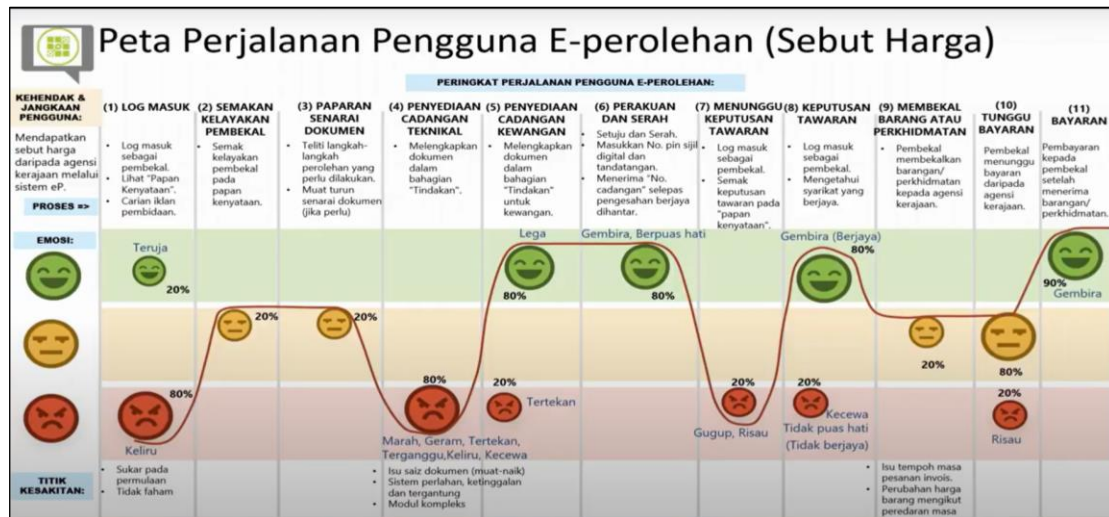 Peta Perjalanan Pengguna E-perolehan (Sebut Harga)
PERINGKAT PERJALANAN PENGGUNA E-PEROLEHAN:
KEHENDAK &
JANGKAAN
PENGGUNA:
Mendapatkan
sebut harga
daripada agensi
kerajaan melalui
sistem eP.
PROSES =>
(1) LOG MASUK
• Log masuk
sebagai
pembekal.
• Lihat "Papan
Kenyataan".
• Carian iklan
pembidaan.
(2) SEMAKAN
KELAYAKAN
PEMBEKAL
• Semak
kelayakan
pembekal
pada
papan
kenyataan.
(3) PAPARAN
SENARAI
DOKUMEN
• Teliti langkah-
langkah
perolehan yang
perlu dilakukan.
• Muat turun
senarai dokumen
(jika perlu)
(4) PENYEDIAAN
CADANGAN
TEKNIKAL
• Melengkapkan
dokumen
dalam
bahagian
"Tindakan".
(5) PENYEDIAAN
CADANGAN
KEWANGAN
• Melengkapkan
dokumen
dalam
bahagian
"Tindakan"
untuk
kewangan.
(6) PERAKUAN
DAN SERAH
• Setuju dan Serah.
• Masukkan No. pin sijil
digital dan
tandatangan.
• Menerima "No.
cadangan" selepas
pengesahan berjaya
dihantar.
(7) MENUNGGU
KEPUTUSAN
TAWARAN
• Log masuk
sebagai
pembekal.
• Semak
keputusan
tawaran pada
"papan
kenyataan".
(8) KEPUTUSAN
TAWARAN
• Log masuk
sebagai
pembekal.
• Mengetahui
syarikat yang
berjaya.
(9) MEMBEKAL
BARANG ATAU
PERKHIDMATAN
• Pembekal
membekalkan
barangan/
perkhidmatan
kepada agensi
kerajaan.
(10)
TUNGGU
BAYARAN
Pembekal
menunggu
bayaran
daripada
agensi
kerajaan.
(11)
BAYARAN
Pembayaran
kepada
pembekal
setelah
menerima
barangan/
perkhidmatan.
EMOSI:
Teruja
20%
80%
Keliru
20%
20%
80%
Marah, Geram, Tertekan,
Terganggu,Keliru, Kecewa
Lega
80%
20%
Tertekan
Gembira, Berpuas hati
80%
20%
Gugup, Risau
Gembira (Berjaya)
80%
20%
Kecewa
Tidak puas hati
(Tidak berjaya)
20%
80%
20%
Risau
90%
Gembira
TITIK
KESAKITAN:
• Sukar pada
permulaan
• Tidak faham
• Isu saiz dokumen (muat-naik)
• Sistem perlahan, ketinggalan
dan tergantung
• Modul kompleks
• Isu tempoh masa
pesanan invois.
• Perubahan harga
barang mengikut
peredaran masa